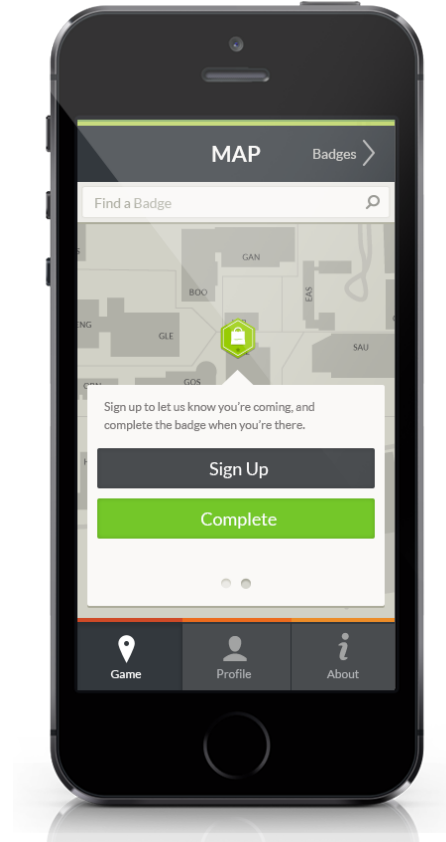 MAP
Badges
Find a Badge
GAN
BOO
EAS
GLE
SAU
GOS
Sign up to let us know you're coming, and
complete the badge when you're there.
Sign Up
Complete
Game
Profile
About